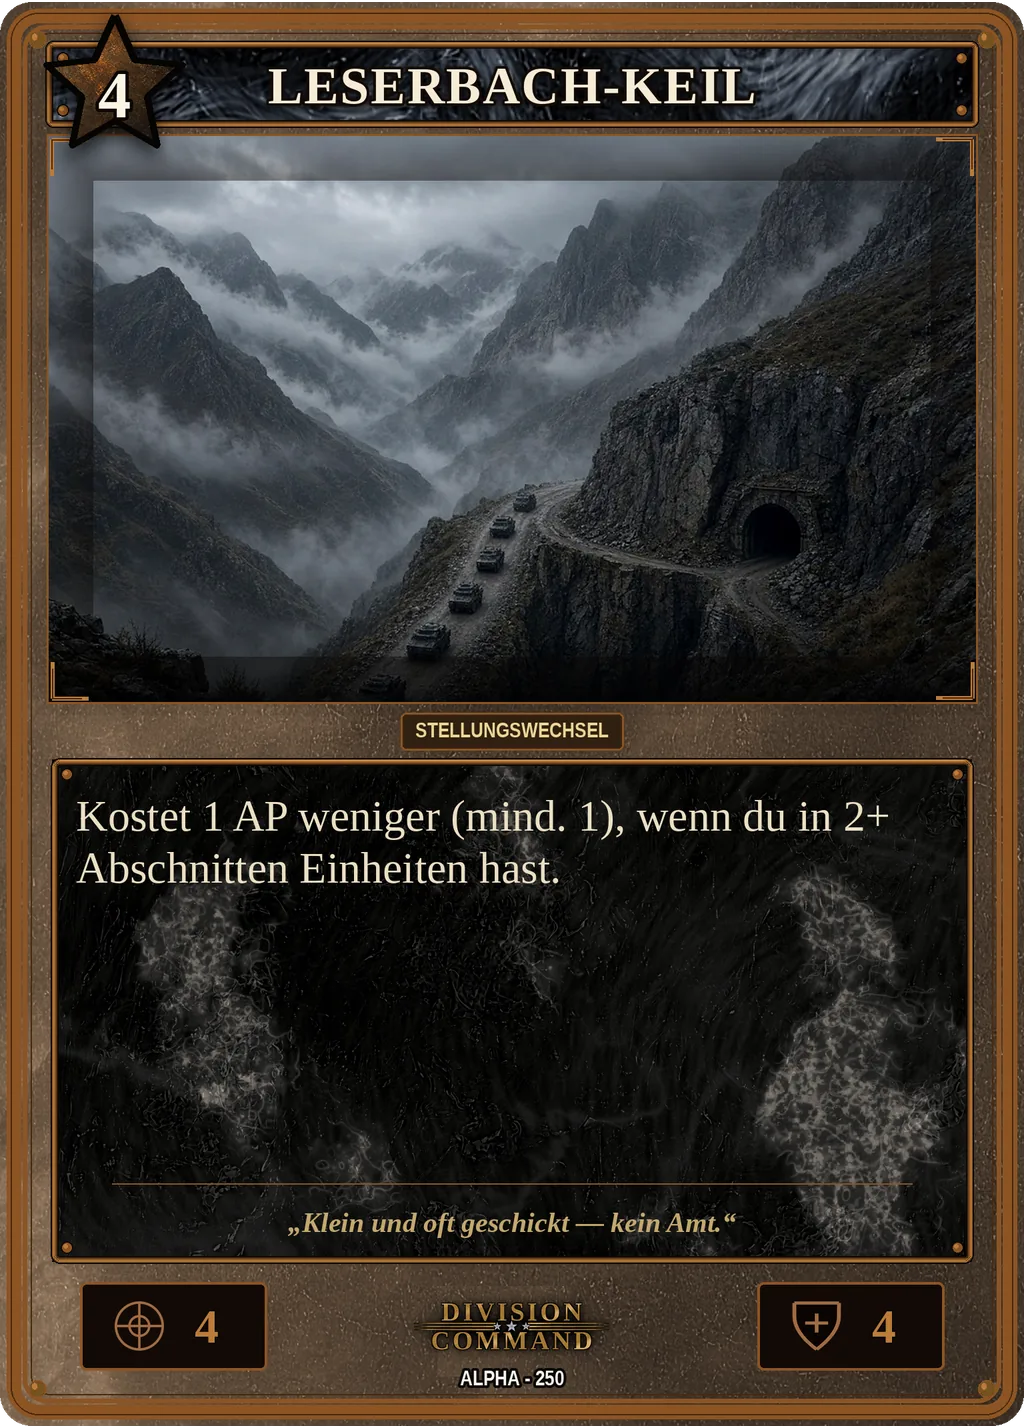 4
LESERBACH-KEIL
STELLUNGSWECHSEL
Kostet 1 AP weniger (mind. 1), wenn du in 2+
Abschnitten Einheiten hast.
„Klein und oft geschickt — kein Amt.“
4
DIVISION
COMMAND
4
ALPHA - 250